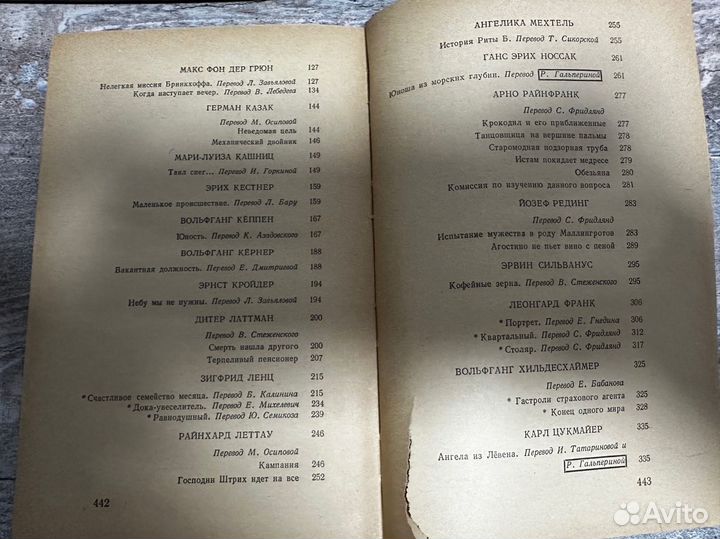 МАКС ФОН ДЕР ГРЮН 127
Нелегкая миссия Бринкхоффа. Перевод Л. Завьяловой 127
Когда наступает вечер. Перевод В. Лебедева 134
ГЕРМАН КАЗАК 144
Перевод М. Осиповой
Неведомая цель 144
Механический двойник 146
МАРИ-ЛУИЗА КАШНИЦ 149
Таял снег... Перевод И. Горкиной 149
ЭРИХ КЕСТНЕР 159
Маленькое происшествие. Перевод Л. Бару 159
ВОЛЬФГАНГ КЁППЕН 167
Юность. Перевод К. Азадовского 167
ВОЛЬФГАНГ КЁРНЕР 188
Вакантная должность. Перевод Е. Дмитриевой 188
ЭРНСТ КРОЙДЕР 194
Небу мы не нужны. Перевод Л. Завьяловой 194
ДИТЕР ЛАТТМАН 200
Перевод В. Стеженского
Смерть нашла другого 200
Терпеливый пенсионер 207
ЗИГФРИД ЛЕНЦ 215
* Счастливое семейство месяца. Перевод Б. Калинина 215
* Дока-увеселитель. Перевод Е. Михелевич 234
* Равнодушный. Перевод Ю. Семикоза 239
РАЙНХАРД ЛЕТТАУ 246
Перевод М. Осиповой
Кампания 246
Господин Штрих идет на все 252
442
АНГЕЛИКА МЕХТЕЛЬ 255
История Риты Б. Перевод Т. Сикорской 255
ГАНС ЭРИХ НОССАК 261
Юноша из морских глубин. Перевод Р. Гальпериной 261
АРНО РАЙНФРАНК 277
Перевод С. Фридлянд
Крокодил и его приближенные 277
Танцовщица на вершине пальмы 278
Старомодная подзорная труба 278
Истам покидает медресе 279
Обезьяна 280
Комиссия по изучению данного вопроса 281
ЙОЗЕФ РЕДИНГ 283
Перевод С. Фридлянд
Испытание мужества в роду Маллингротов 283
Агостино не пьет вино с пеной 289
ЭРВИН СИЛЬВАНУС 295
Кофейные зерна. Перевод В. Стеженского 295
ЛЕОНГАРД ФРАНК 306
* Портрет. Перевод Е. Гнедина 306
* Квартальный. Перевод С. Фридлянд 312
* Столяр. Перевод С. Фридлянд 317
ВОЛЬФГАНГ ХИЛЬДЕСХАЙМЕР 325
Перевод Е. Бабанова
* Гастроли страхового агента 325
* Конец одного мира 328
КАРЛ ЦУКМАЙЕР 335
Ангела из Лёвена. Перевод И. Татариновой и
Р. Гальпериной 335
443
Avito